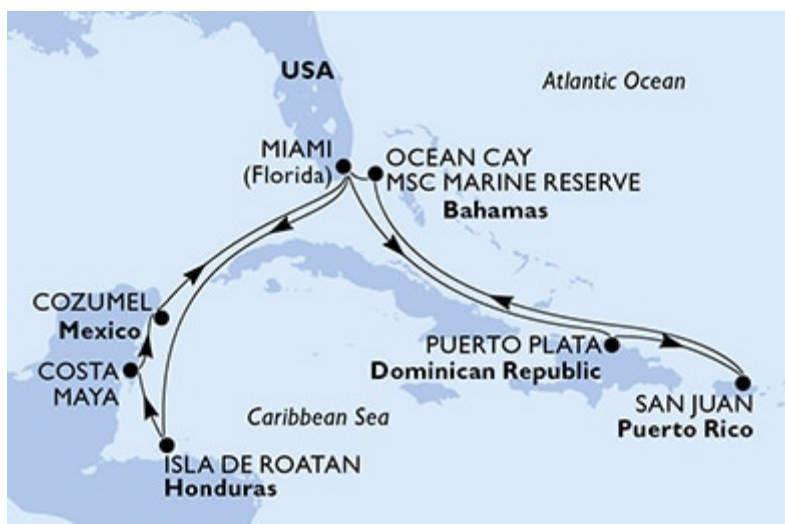 USA
Atlantic Ocean
MIAMI
(Florida)
OCEAN CAY
MSC MARINE RESERVE
Bahamas
COZUMEL
Mexico
COSTA
MAYA
PUERTO PLATA
Dominican Republic
SAN JUAN
Puerto Rico
Caribbean Sea
ISLA DE ROATAN
Honduras